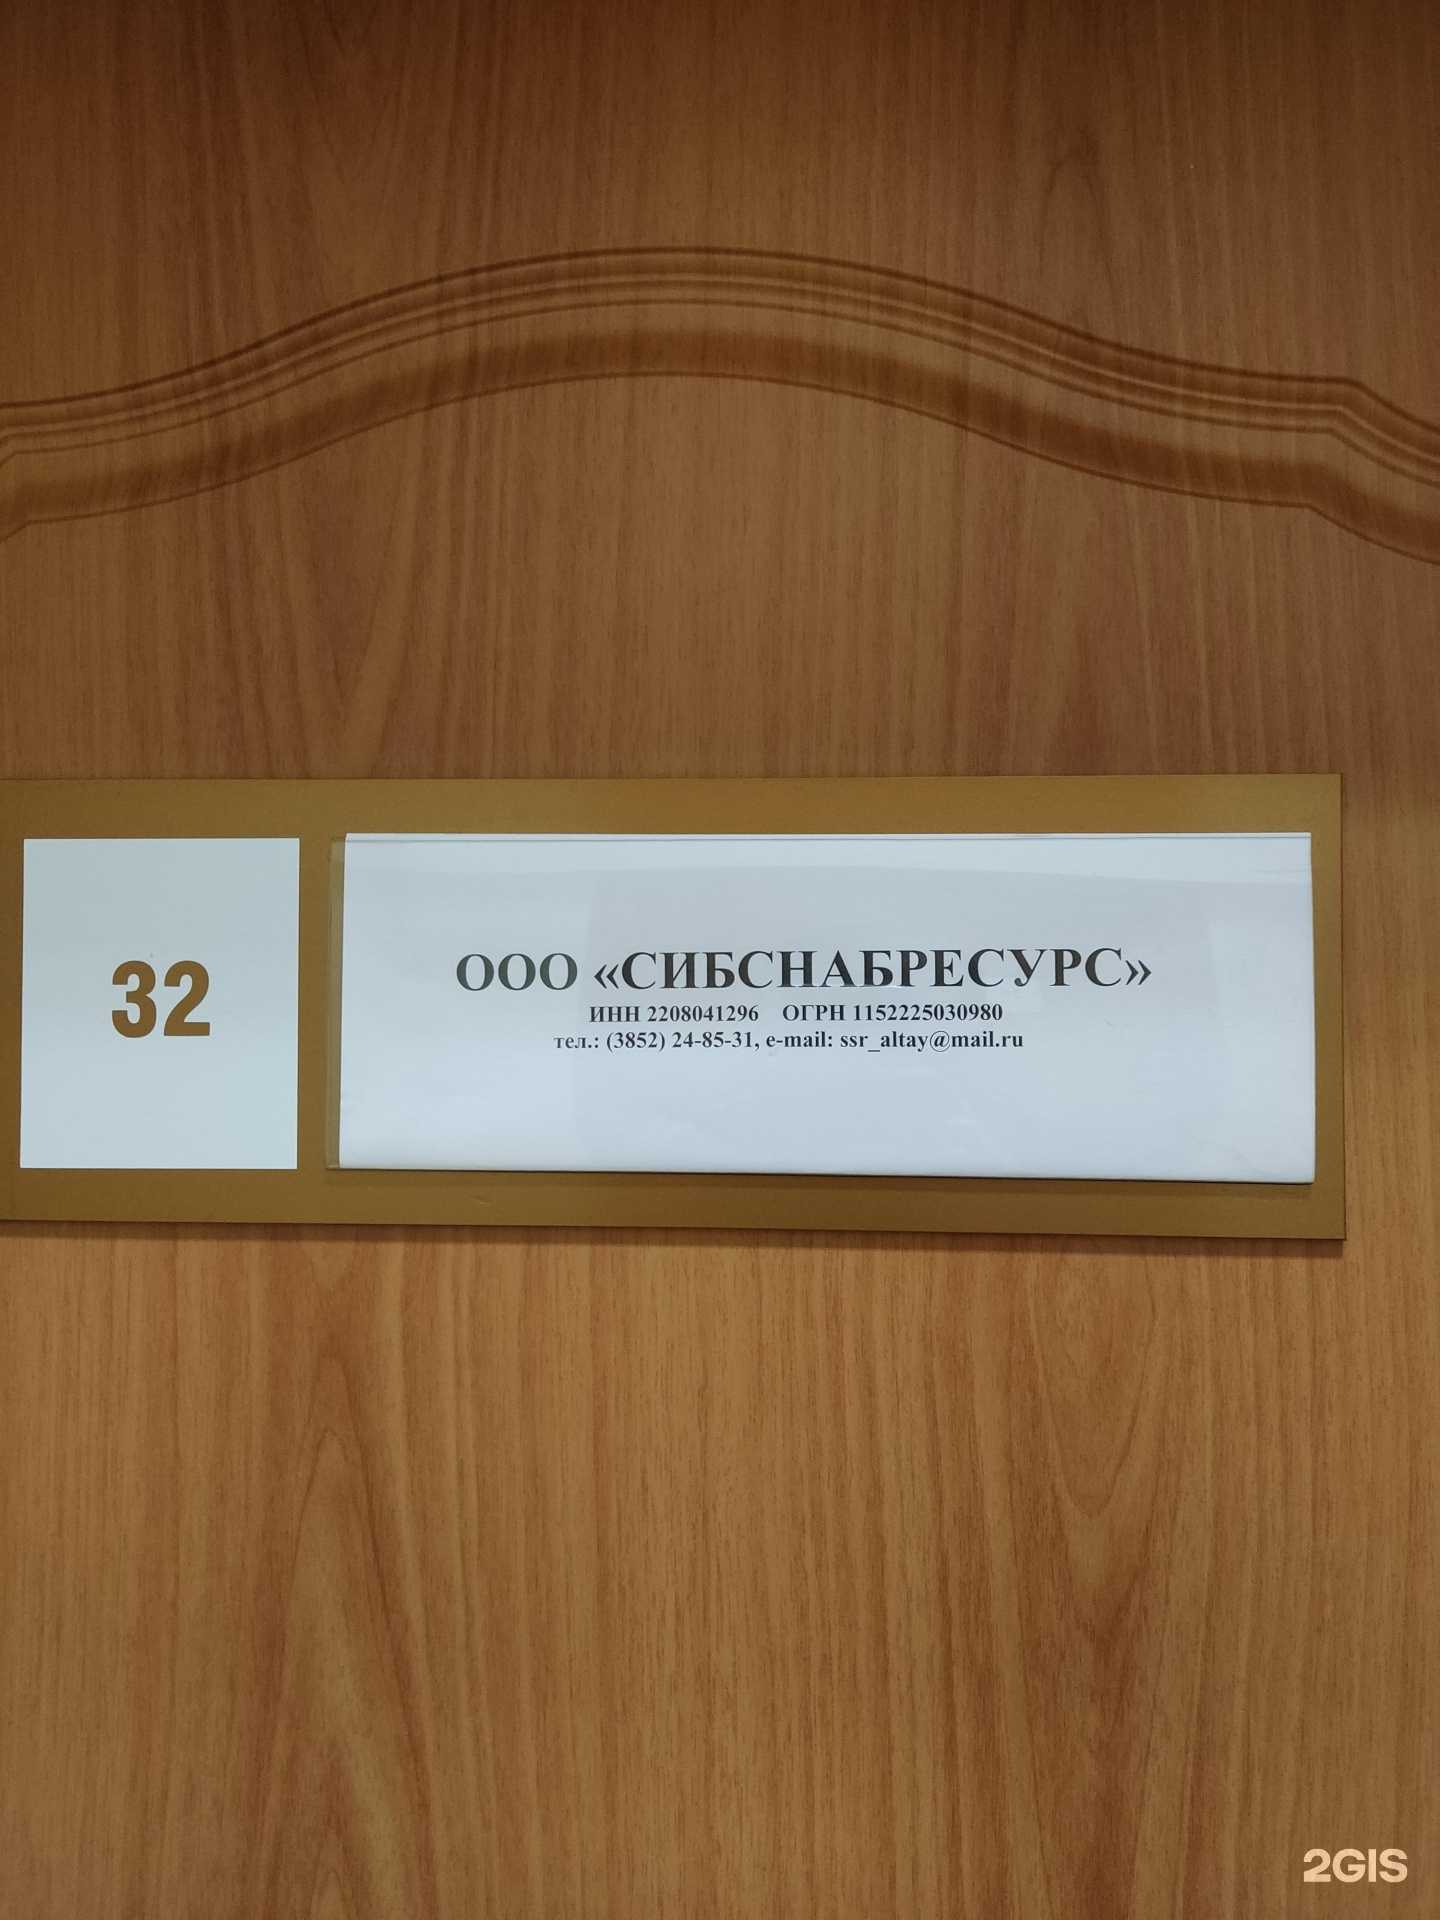 32
ООО «СИБСНАБРЕСУРС»
ИНН 2208041296 ОГРН 1152225030980
тел.: (3852) 24-85-31, e-mail: ssr_altay@mail.ru
2GIS